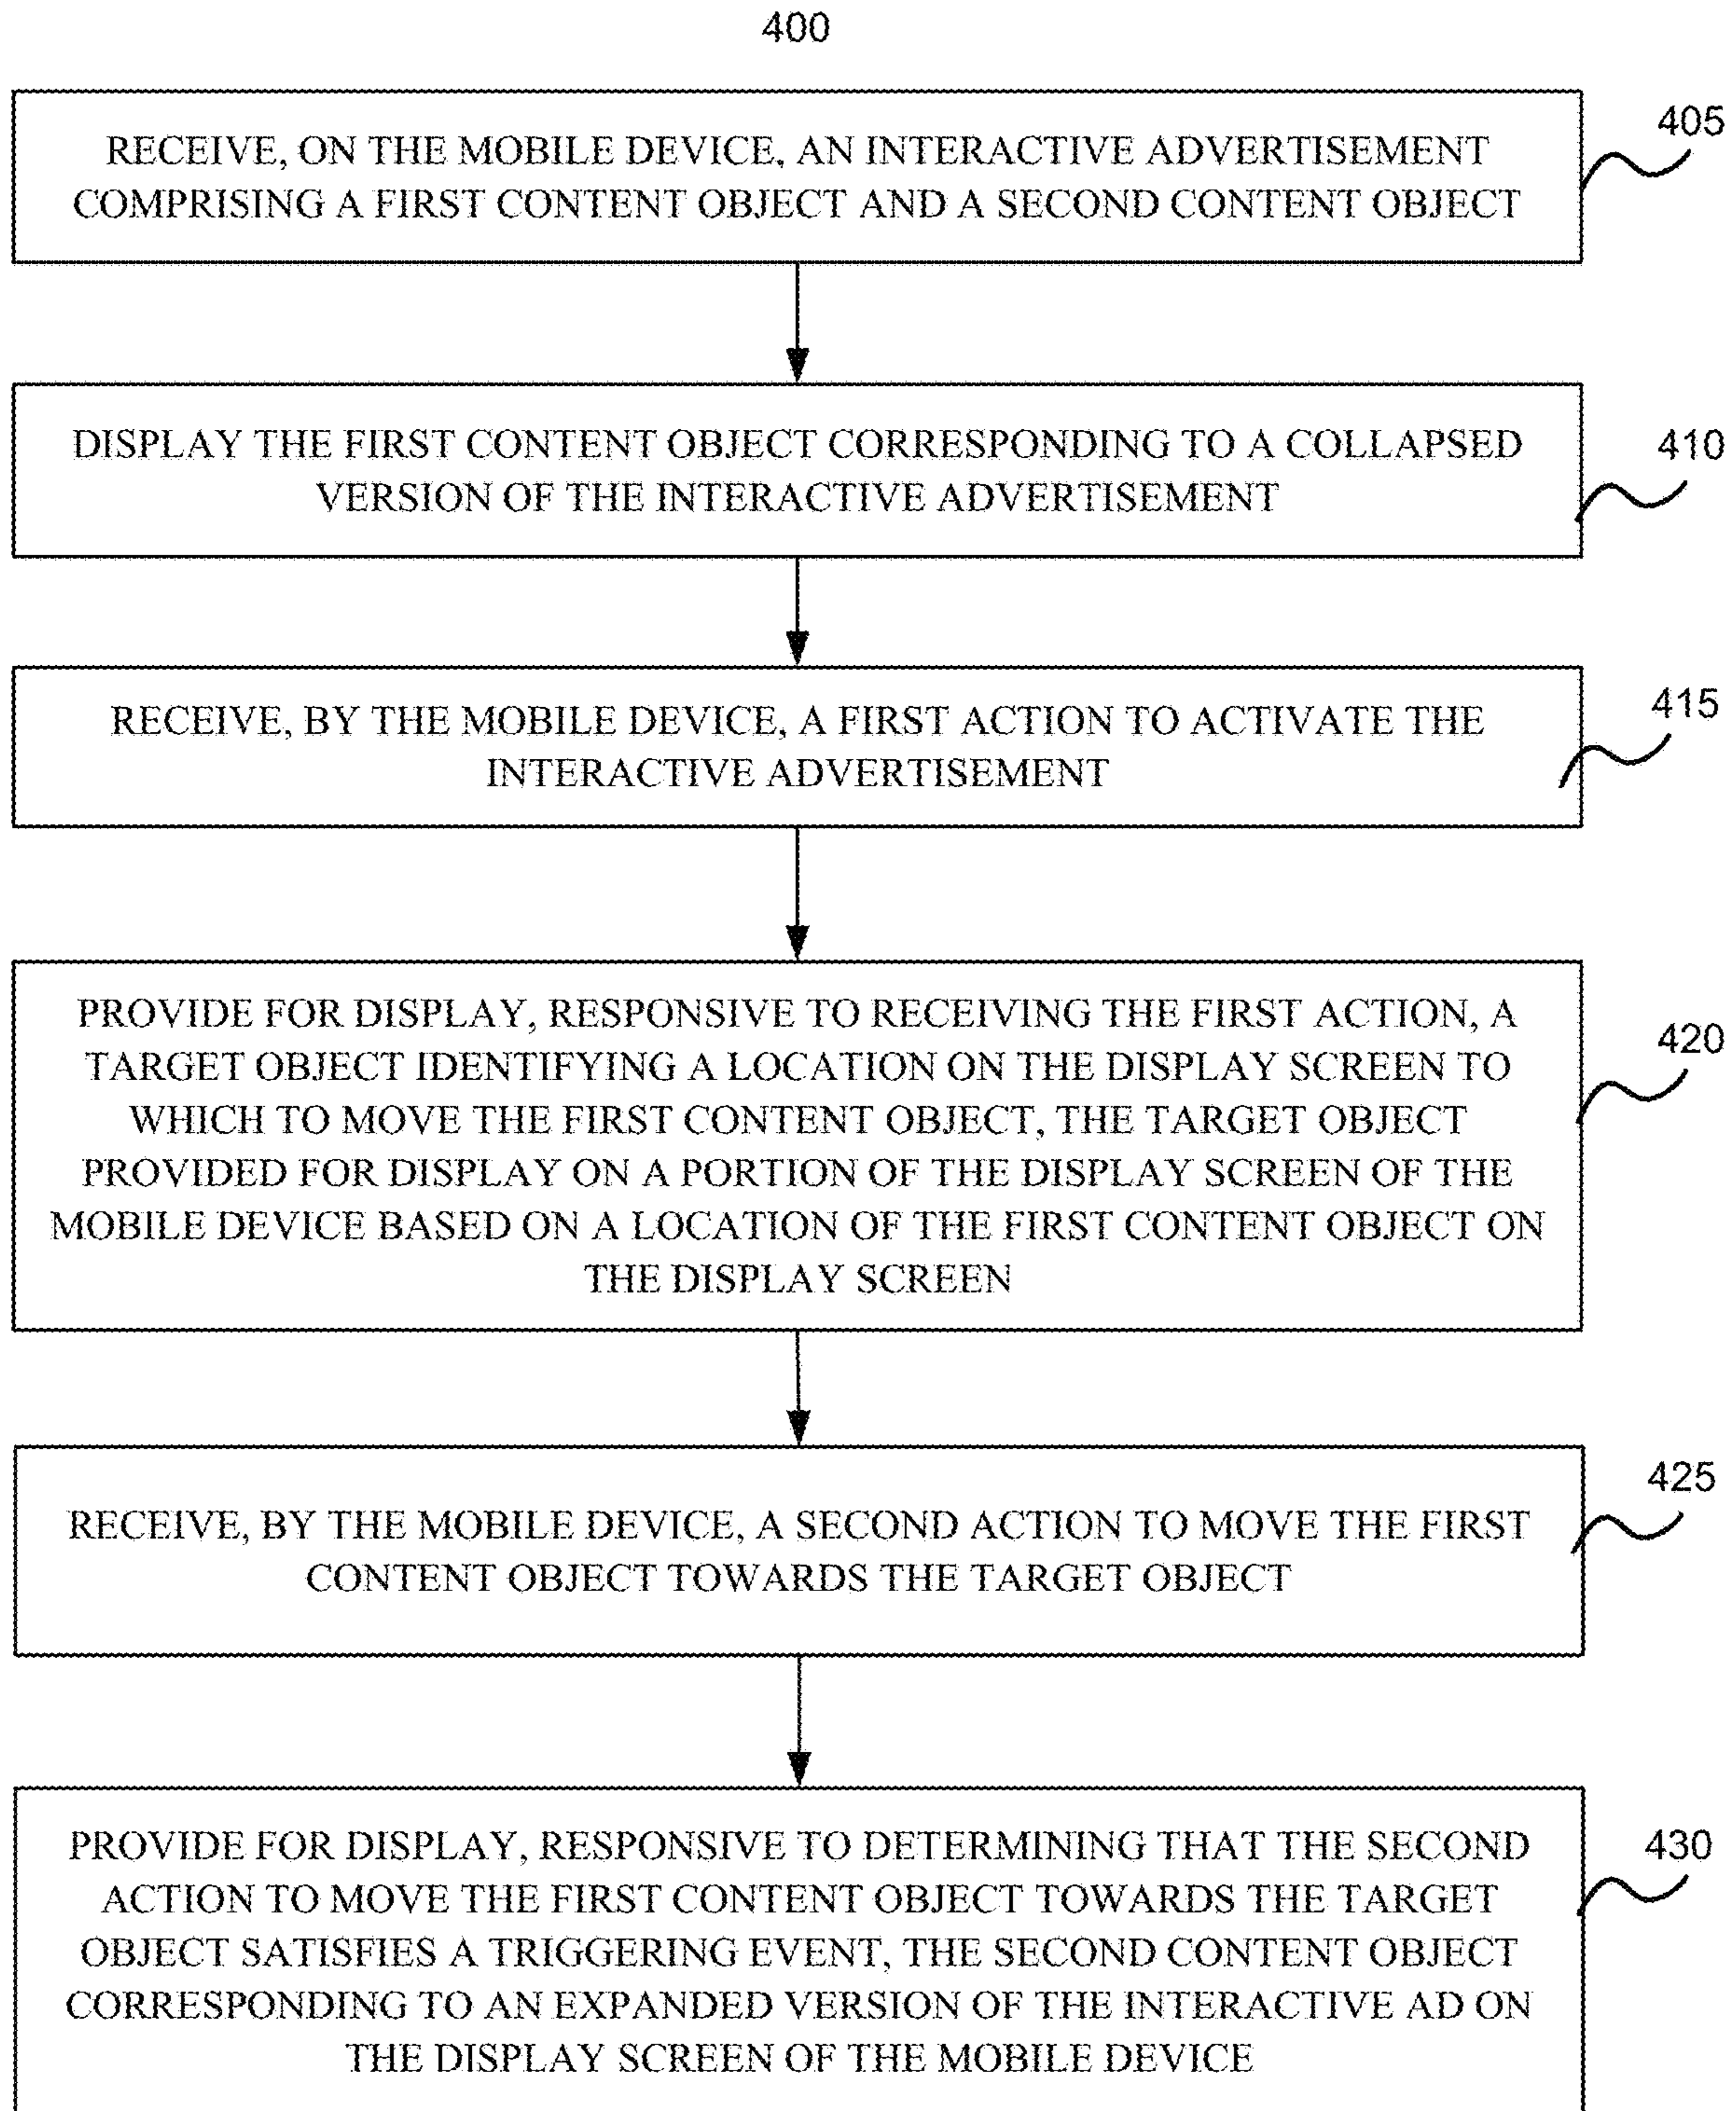 400
RECEIVE, ON THE MOBILE DEVICE, AN INTERACTIVE ADVERTISEMENT
COMPRISING A FIRST CONTENT OBJECT AND A SECOND CONTENT OBJECT
405
DISPLAY THE FIRST CONTENT OBJECT CORRESPONDING TO A COLLAPSED
VERSION OF THE INTERACTIVE ADVERTISEMENT
410
RECEIVE, BY THE MOBILE DEVICE, A FIRST ACTION TO ACTIVATE THE
INTERACTIVE ADVERTISEMENT
415
PROVIDE FOR DISPLAY, RESPONSIVE TO RECEIVING THE FIRST ACTION, A
TARGET OBJECT IDENTIFYING A LOCATION ON THE DISPLAY SCREEN TO
WHICH TO MOVE THE FIRST CONTENT OBJECT, THE TARGET OBJECT
PROVIDED FOR DISPLAY ON A PORTION OF THE DISPLAY SCREEN OF THE
MOBILE DEVICE BASED ON A LOCATION OF THE FIRST CONTENT OBJECT ON
THE DISPLAY SCREEN
420
RECEIVE, BY THE MOBILE DEVICE, A SECOND ACTION TO MOVE THE FIRST
CONTENT OBJECT TOWARDS THE TARGET OBJECT
425
PROVIDE FOR DISPLAY, RESPONSIVE TO DETERMINING THAT THE SECOND
ACTION TO MOVE THE FIRST CONTENT OBJECT TOWARDS THE TARGET
OBJECT SATISFIES A TRIGGERING EVENT, THE SECOND CONTENT OBJECT
CORRESPONDING TO AN EXPANDED VERSION OF THE INTERACTIVE AD ON
THE DISPLAY SCREEN OF THE MOBILE DEVICE
430